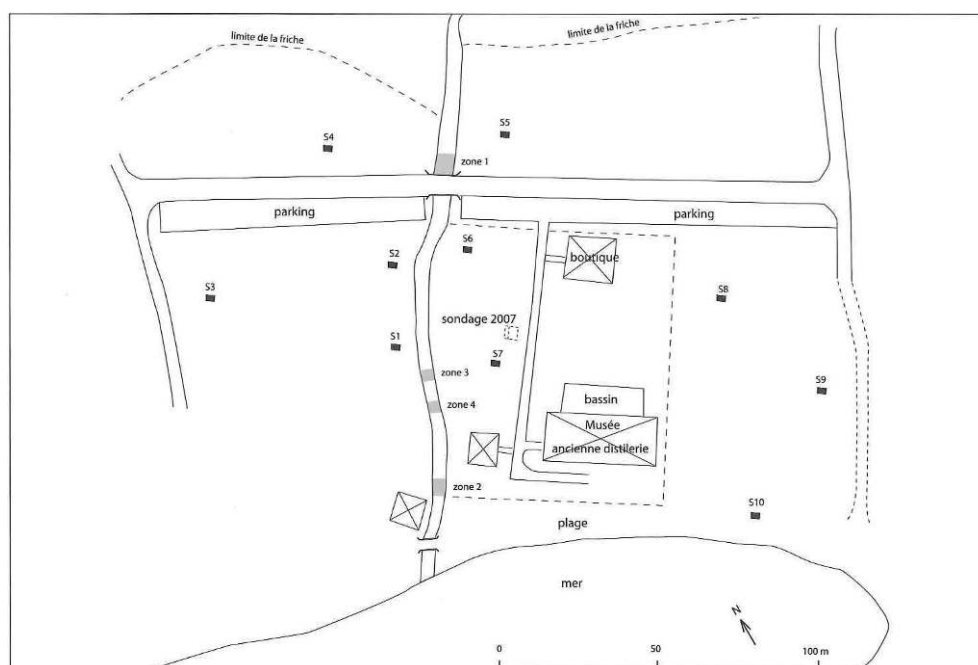 limite de la friche
limite de la friche
S4
S5
zone 1
parking
parking
S2
S6
boutique
S3
S8
sondage 2007
S1
S7
zone 3
S9
zone 4
bassin
Musée
ancienne distilerie
zone 2
S10
plage
mer
N
0
50
100 m